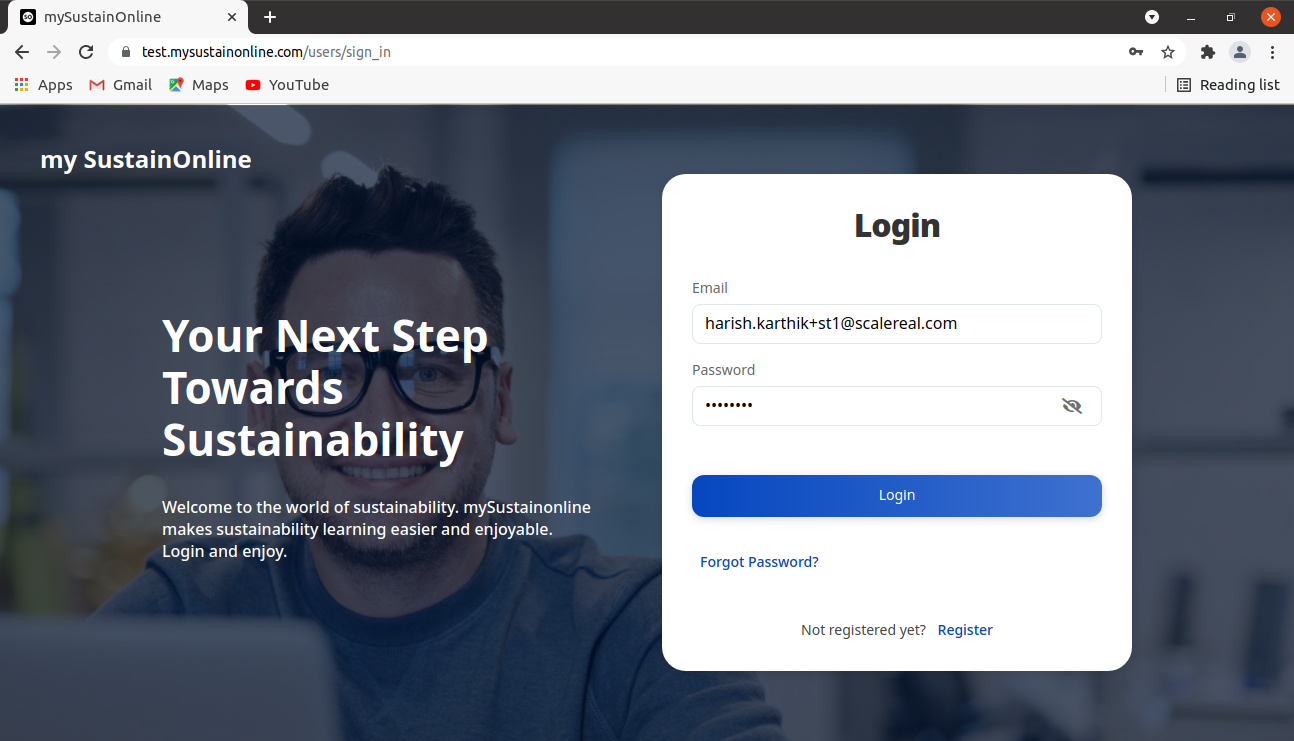 mySustainOnline
test.mysustainonline.com/users/sign_in
Apps Gmail Maps YouTube Reading list
my SustainOnline
Your Next Step
Towards
Sustainability
Welcome to the world of sustainability. mySustainonline
makes sustainability learning easier and enjoyable.
Login and enjoy.
Login
Email
harish.karthik+st1@scalereal.com
Password
••••••••
Login
Forgot Password?
Not registered yet? Register